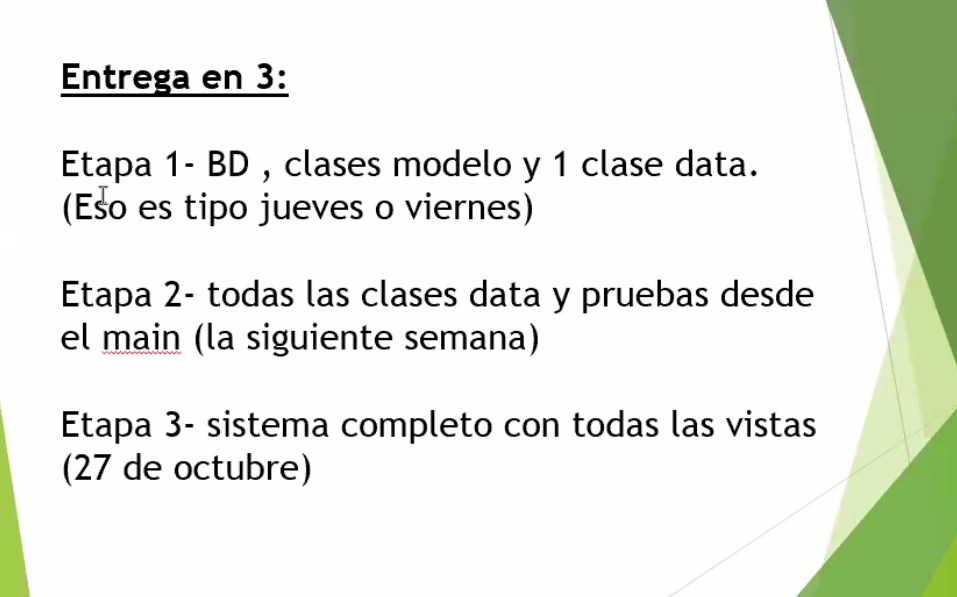 Entrega en 3:
Etapa 1- BD , clases modelo y 1 clase data.
(Eso es tipo jueves o viernes)
Etapa 2- todas las clases data y pruebas desde
el main (la siguiente semana)
Etapa 3- sistema completo con todas las vistas
(27 de octubre)